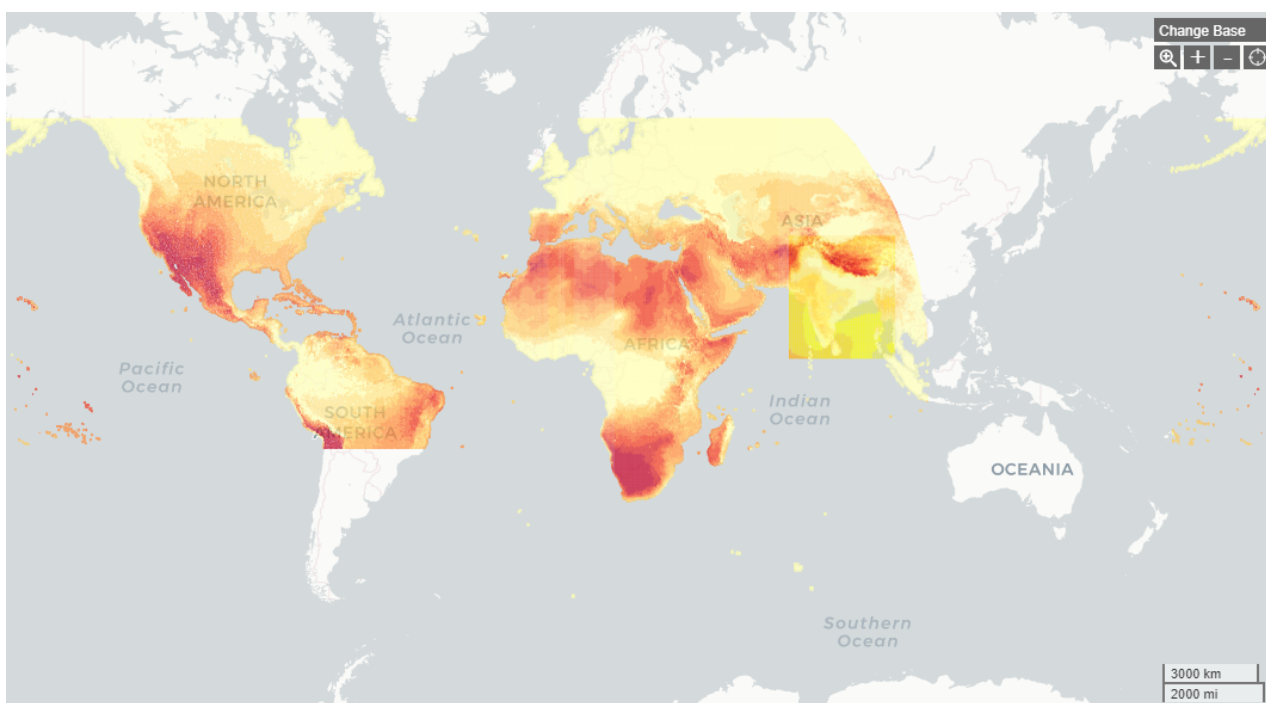 Change Base
+
-
NORTH
AMERICA
ASIA
Atlantic
Ocean
AFRICA
Pacific
Ocean
Indian
Ocean
SOUTH
AMERICA
OCEANIA
Southern
Ocean
3000 km
2000 mi